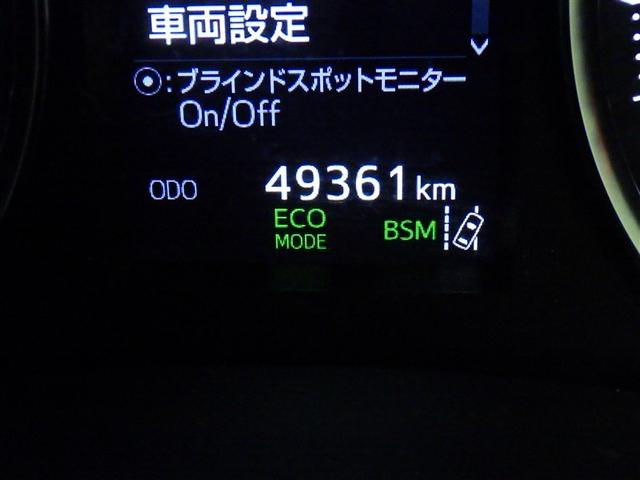 車両設定
⦿:ブラインドスポットモニター
On/Off
ODO 49361km
ECO
MODE
BSM